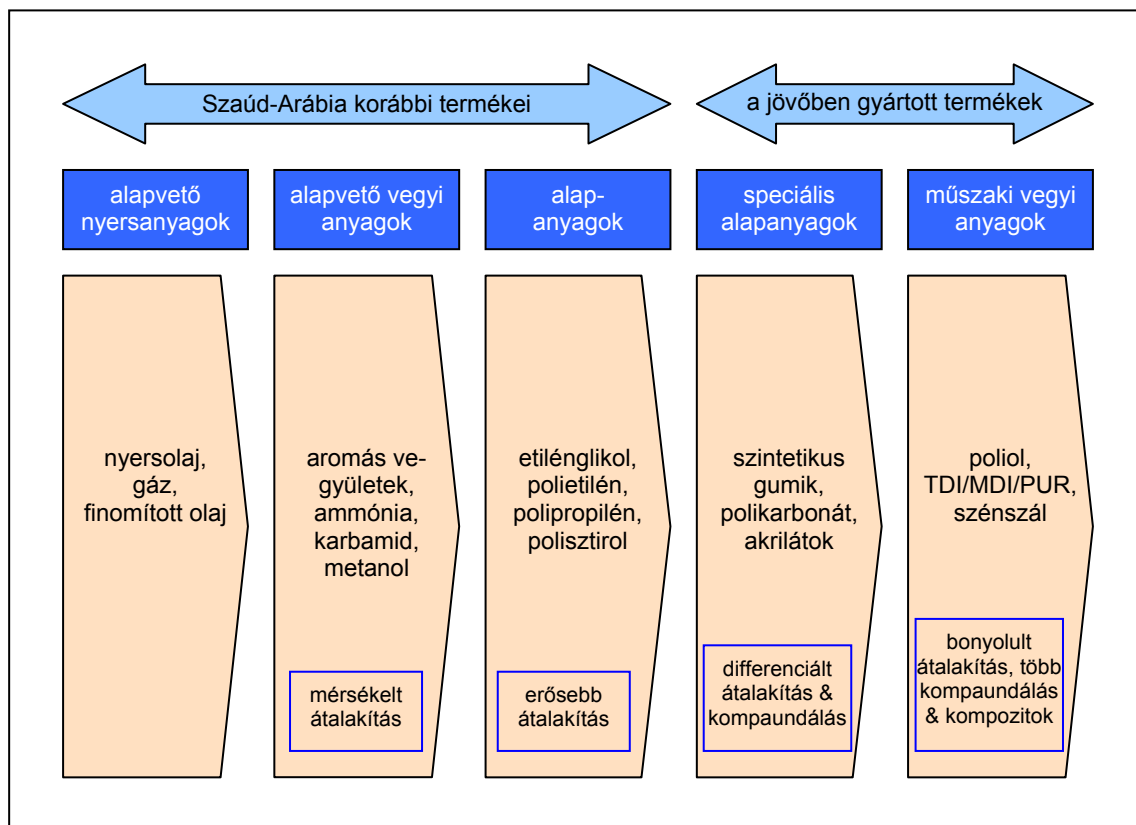 Szaúd-Arábia korábbi termékei
a jövőben gyártott termékek
alapvető
nyersanyagok
alapvető vegyi
anyagok
alap-
anyagok
speciális
alapanyagok
műszaki vegyi
anyagok
nyersolaj,
gáz,
finomított olaj
aromás ve-
gyületek,
ammónia,
karbamid,
metanol
mérsékelt
átalakítás
etilénglikol,
polietilén,
polipropilén,
polisztirol
erősebb
átalakítás
szintetikus
gumik,
polikarbonát,
akrilátok
differenciált
átalakítás &
kompaundálás
poliol,
TDI/MDI/PUR,
szénszál
bonyolult
átalakítás, több
kompaundálás
& kompozitok